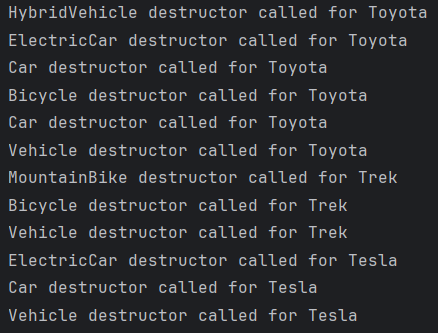 HybridVehicle destructor called for Toyota
ElectricCar destructor called for Toyota
Car destructor called for Toyota
Bicycle destructor called for Toyota
Car destructor called for Toyota
Vehicle destructor called for Toyota
MountainBike destructor called for Trek
Bicycle destructor called for Trek
Vehicle destructor called for Trek
ElectricCar destructor called for Tesla
Car destructor called for Tesla
Vehicle destructor called for Tesla